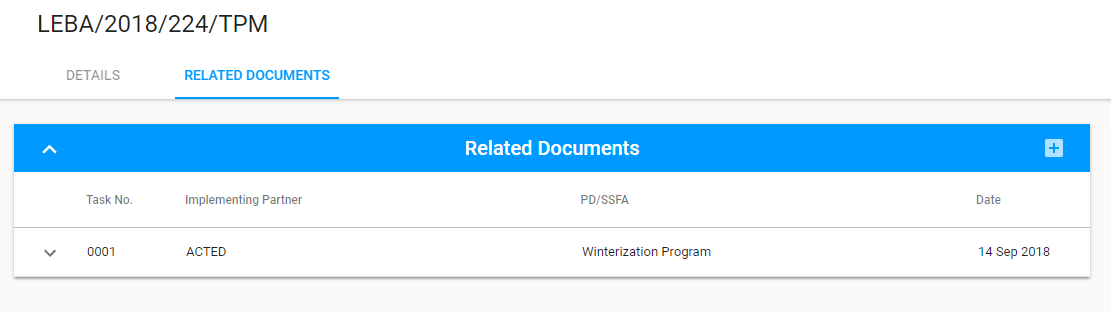 LEBA/2018/224/TPM
DETAILS RELATED DOCUMENTS
Related Documents
Task No. Implementing Partner PD/SSFA Date
0001 ACTED Winterization Program 14 Sep 2018